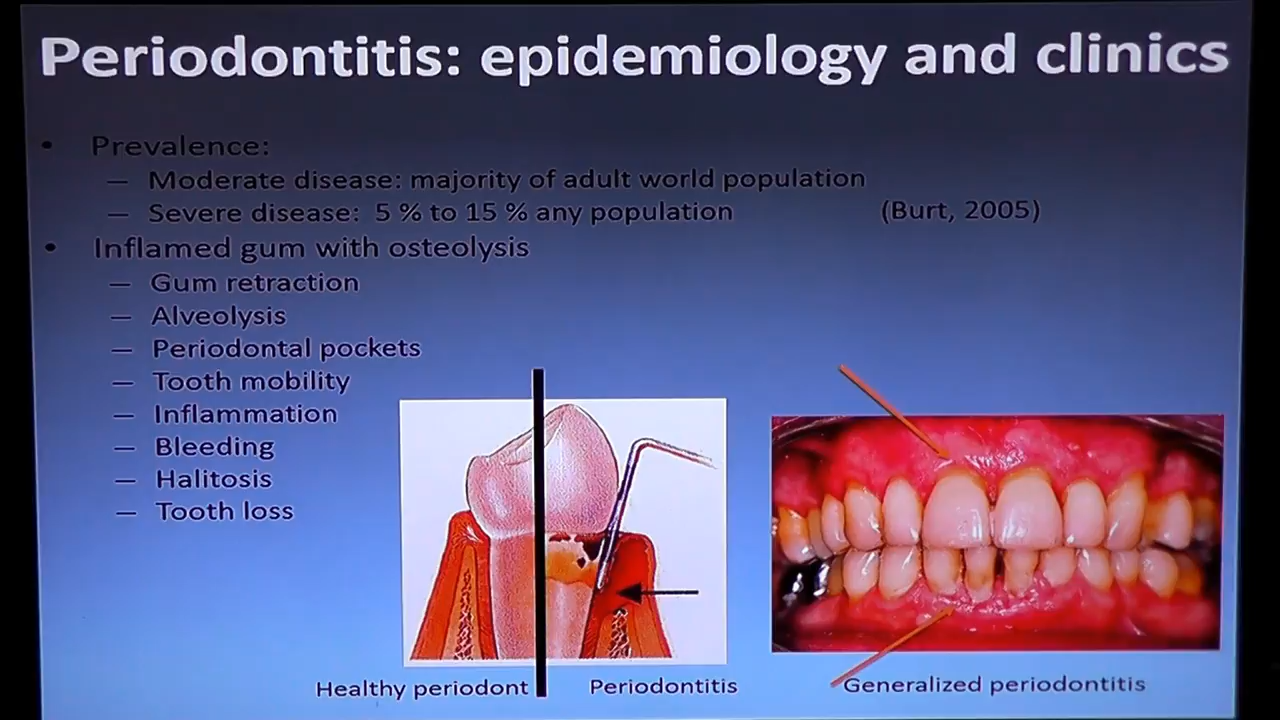 Periodontitis: epidemiology and clinics
• Prevalence:
– Moderate disease: majority of adult world population
– Severe disease: 5 % to 15 % any population (Burt, 2005)
• Inflamed gum with osteolysis
– Gum retraction
– Alveolysis
– Periodontal pockets
– Tooth mobility
– Inflammation
– Bleeding
– Halitosis
– Tooth loss
Healthy periodont
Periodontitis
Generalized periodontitis